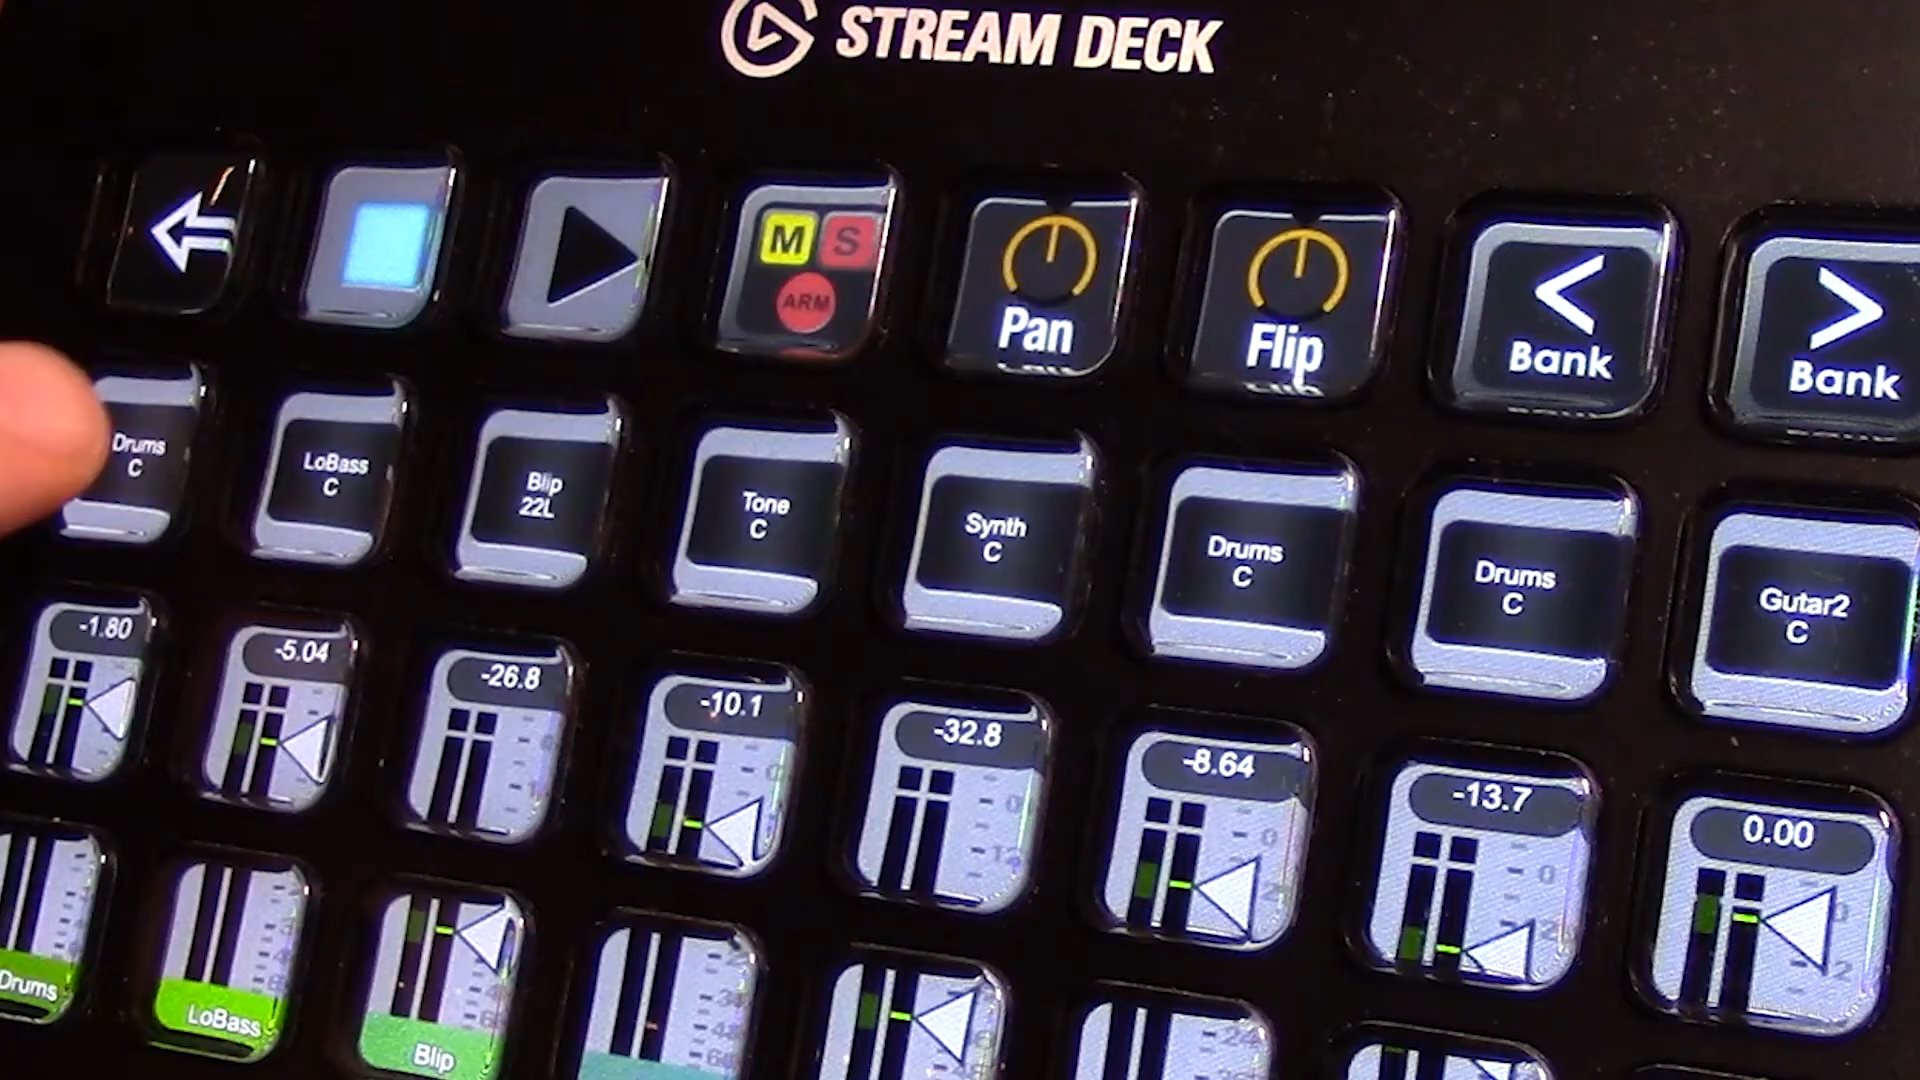 STREAM DECK
M S
ARM
Pan
Flip
<
Bank
>
Bank
Drums
C
LoBass
C
Blip
22L
Tone
C
Synth
C
Drums
C
Drums
C
Gutar2
C
-1.80
-5.04
-26.8
-10.1
-32.8
-8.64
-13.7
0.00
Drums
LoBass
Blip